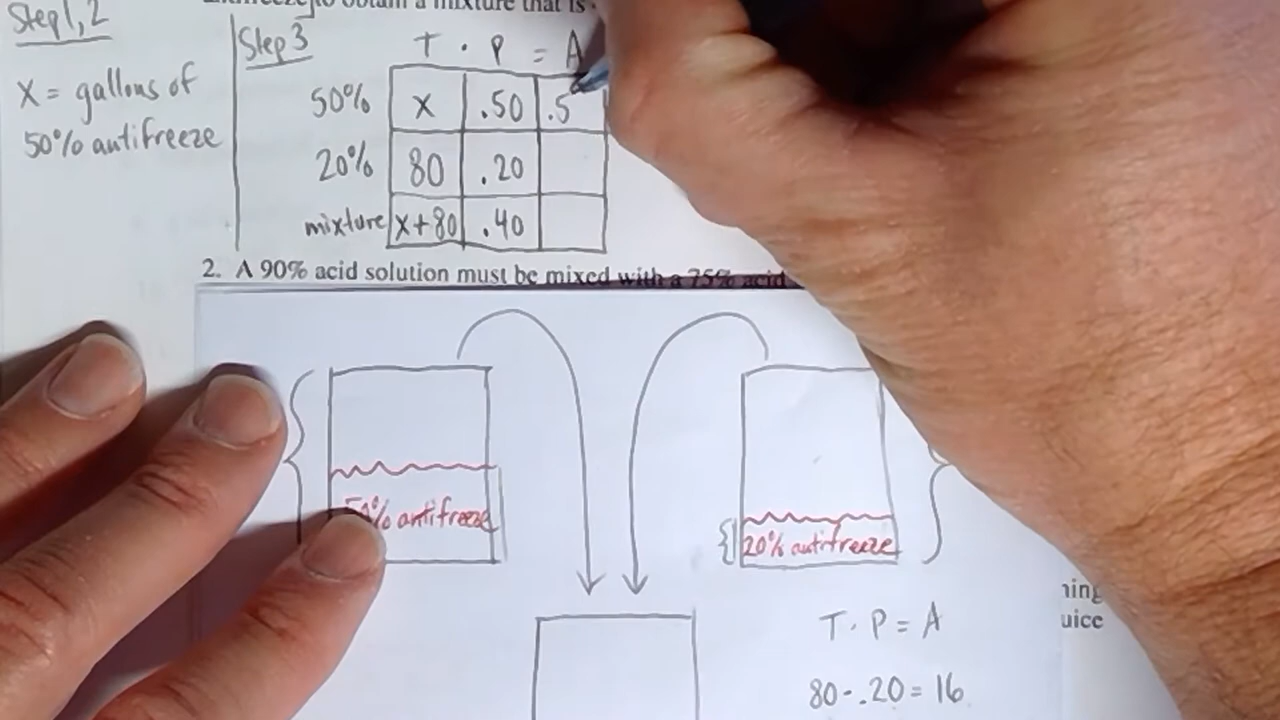 Step 1, 2
antifreeze to obtain a mixture that is
Step 3
T · P = A
X = gallons of
50% antifreeze
50% x .50 .5
20% 80 .20
mixture x+80 .40
2. A 90% acid solution must be mixed with a 75% acid
50% antifreeze
20% antifreeze
T · P = A
80 · .20 = 16
uice